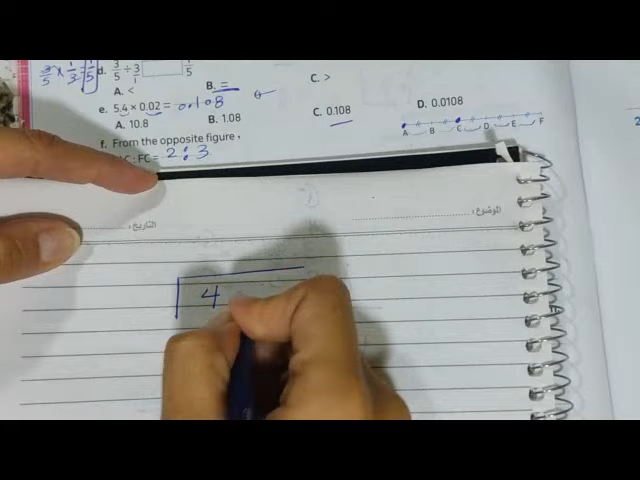 3/5 × 1/3 = 1/5 d. 3/5 ÷ 3/1 1/5
A. < B. = C. >
e. 5.4 × 0.02 = 0.108
A. 10.8 B. 1.08 C. 0.108 D. 0.0108
f. From the opposite figure ,
C : FC = 2 : 3
A B C D E F
الموضوع : التاريخ :
4